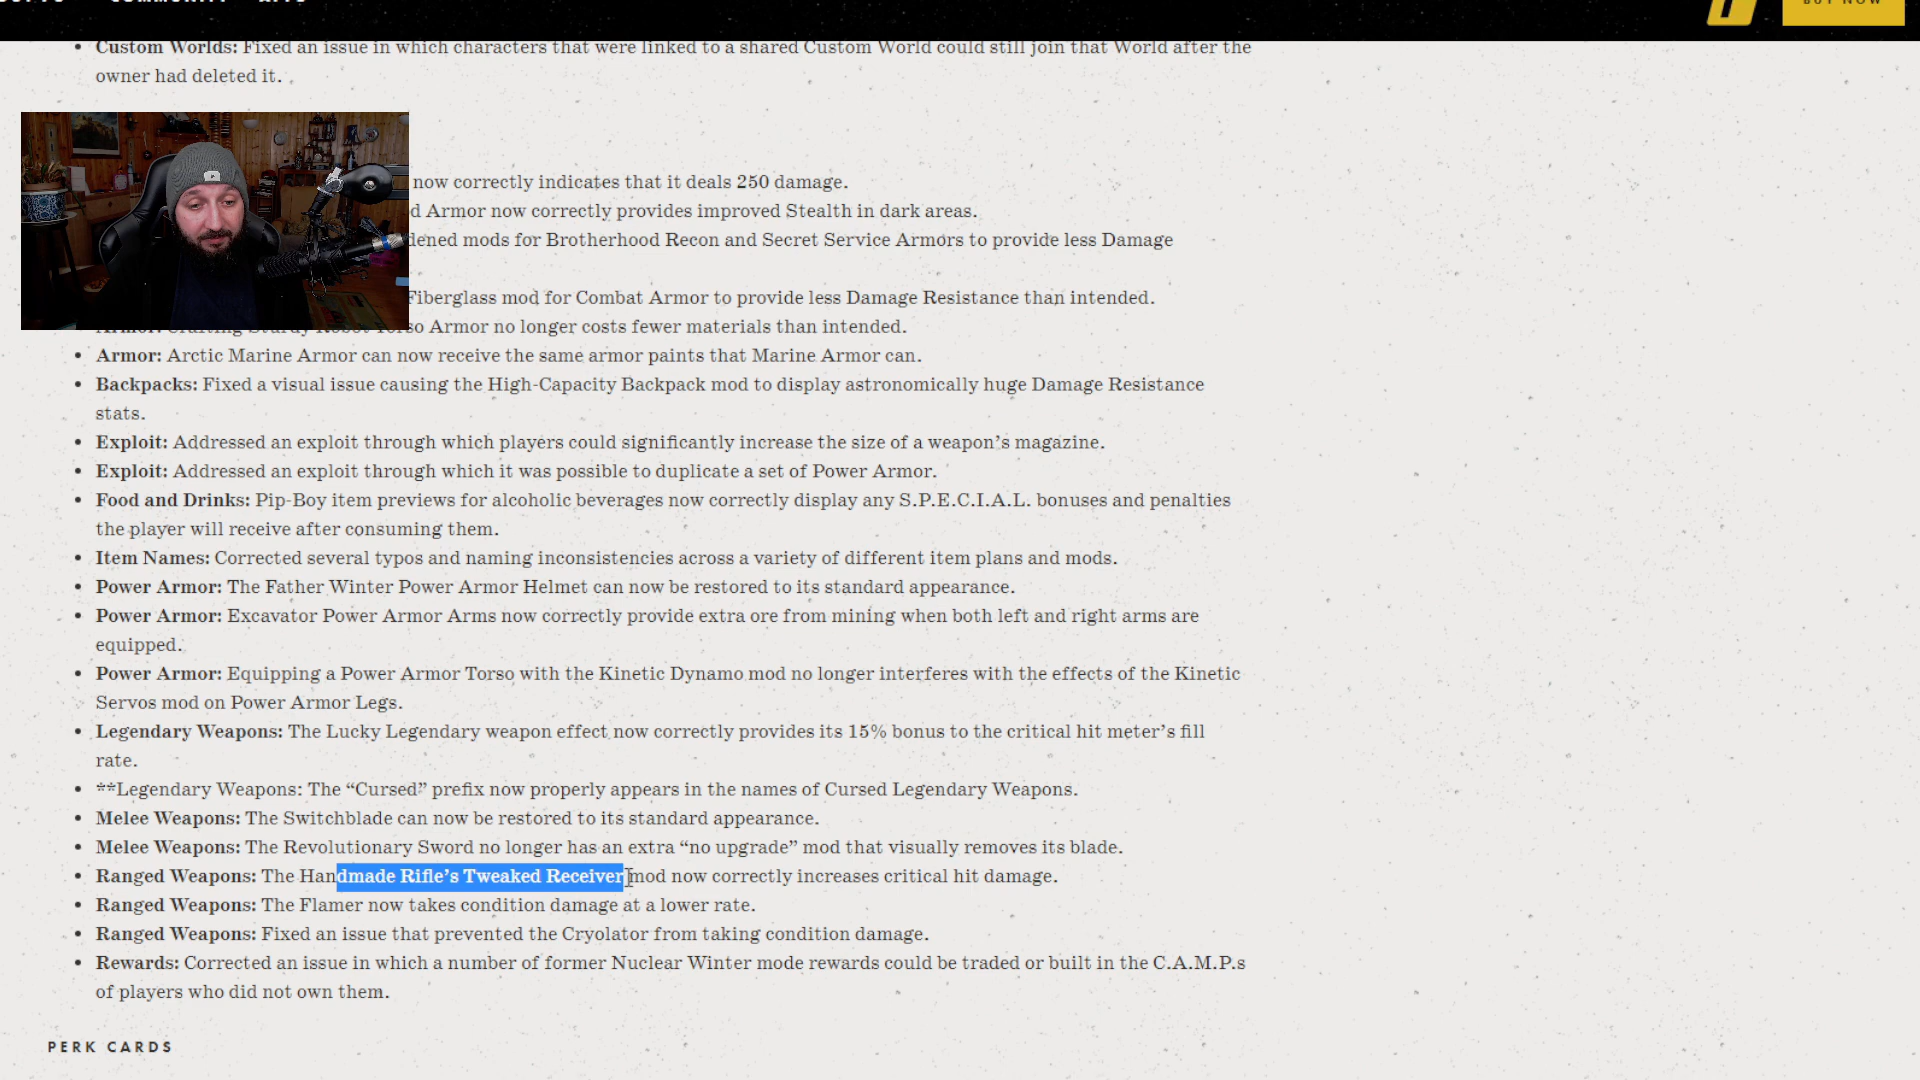 BUY NOW
• Custom Worlds: Fixed an issue in which characters that were linked to a shared Custom World could still join that World after the
owner had deleted it.
now correctly indicates that it deals 250 damage.
d Armor now correctly provides improved Stealth in dark areas.
dened mods for Brotherhood Recon and Secret Service Armors to provide less Damage
Fiberglass mod for Combat Armor to provide less Damage Resistance than intended.
Armor: Crafting Sturdy Robot Torso Armor no longer costs fewer materials than intended.
• Armor: Arctic Marine Armor can now receive the same armor paints that Marine Armor can.
• Backpacks: Fixed a visual issue causing the High-Capacity Backpack mod to display astronomically huge Damage Resistance
stats.
• Exploit: Addressed an exploit through which players could significantly increase the size of a weapon’s magazine.
• Exploit: Addressed an exploit through which it was possible to duplicate a set of Power Armor.
• Food and Drinks: Pip-Boy item previews for alcoholic beverages now correctly display any S.P.E.C.I.A.L. bonuses and penalties
the player will receive after consuming them.
• Item Names: Corrected several typos and naming inconsistencies across a variety of different item plans and mods.
• Power Armor: The Father Winter Power Armor Helmet can now be restored to its standard appearance.
• Power Armor: Excavator Power Armor Arms now correctly provide extra ore from mining when both left and right arms are
equipped.
• Power Armor: Equipping a Power Armor Torso with the Kinetic Dynamo mod no longer interferes with the effects of the Kinetic
Servos mod on Power Armor Legs.
• Legendary Weapons: The Lucky Legendary weapon effect now correctly provides its 15% bonus to the critical hit meter’s fill
rate.
• **Legendary Weapons: The “Cursed” prefix now properly appears in the names of Cursed Legendary Weapons.
• Melee Weapons: The Switchblade can now be restored to its standard appearance.
• Melee Weapons: The Revolutionary Sword no longer has an extra “no upgrade” mod that visually removes its blade.
• Ranged Weapons: The Handmade Rifle’s Tweaked Receiver mod now correctly increases critical hit damage.
• Ranged Weapons: The Flamer now takes condition damage at a lower rate.
• Ranged Weapons: Fixed an issue that prevented the Cryolator from taking condition damage.
• Rewards: Corrected an issue in which a number of former Nuclear Winter mode rewards could be traded or built in the C.A.M.P.s
of players who did not own them.
PERK CARDS